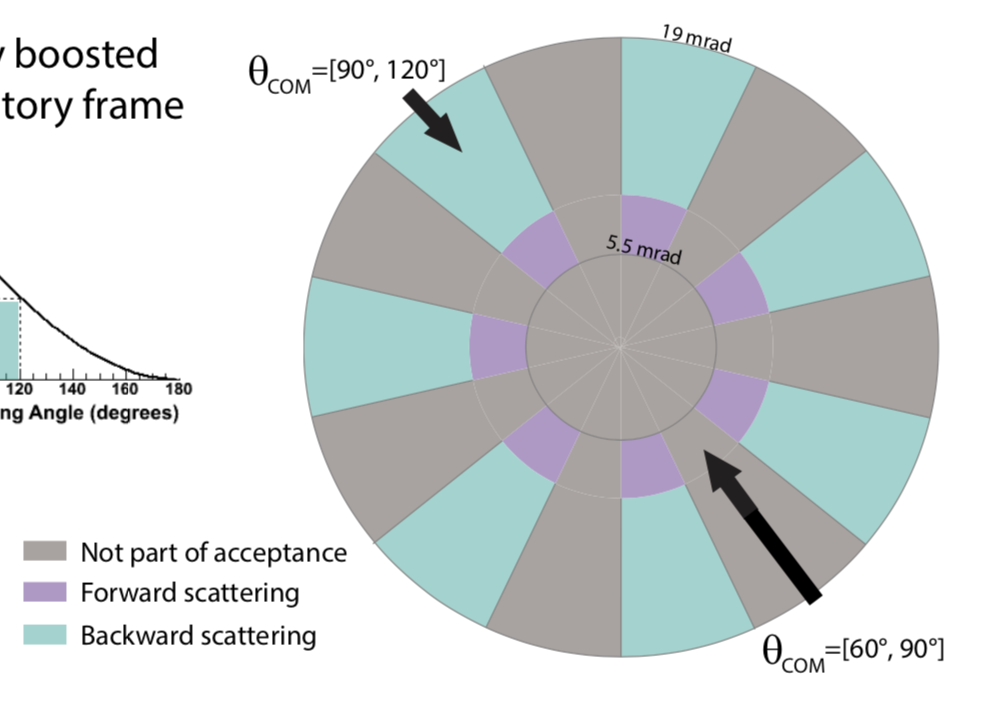 y boosted
tory frame
θCOM=[90°, 120°]
19 mrad
5.5 mrad
120 140 160 180
ng Angle (degrees)
Not part of acceptance
Forward scattering
Backward scattering
θCOM=[60°, 90°]